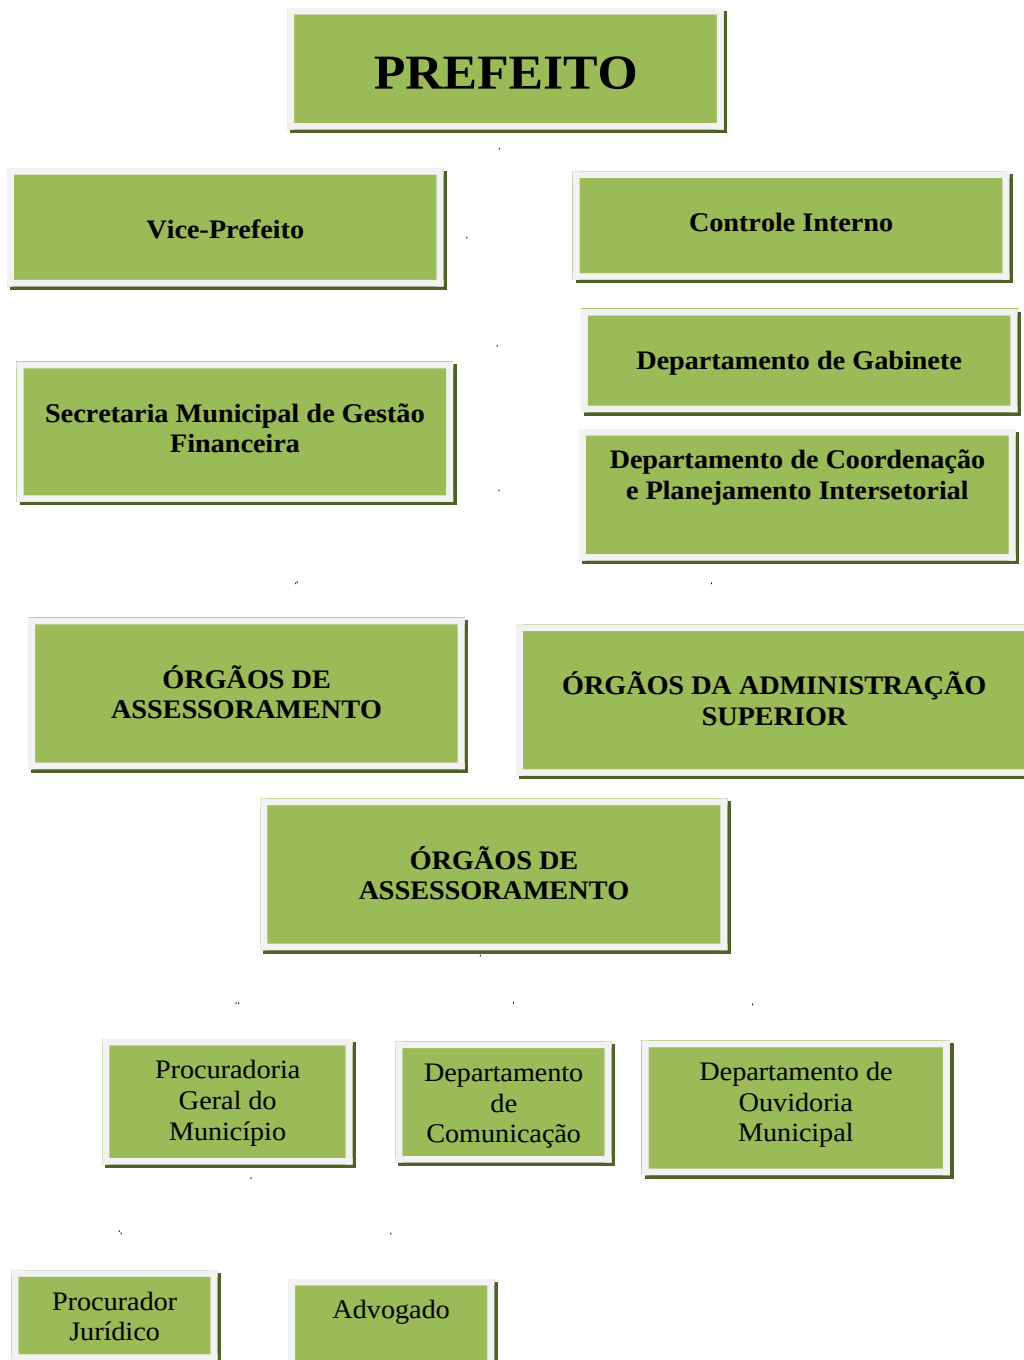 PREFEITO
Vice-Prefeito
Controle Interno
Departamento de Gabinete
Secretaria Municipal de Gestão
Financeira
Departamento de Coordenação
e Planejamento Intersetorial
ÓRGÃOS DE
ASSESSORAMENTO
ÓRGÃOS DA ADMINISTRAÇÃO
SUPERIOR
ÓRGÃOS DE
ASSESSORAMENTO
Procuradoria
Geral do
Município
Departamento
de
Comunicação
Departamento de
Ouvidoria
Municipal
Procurador
Jurídico
Advogado